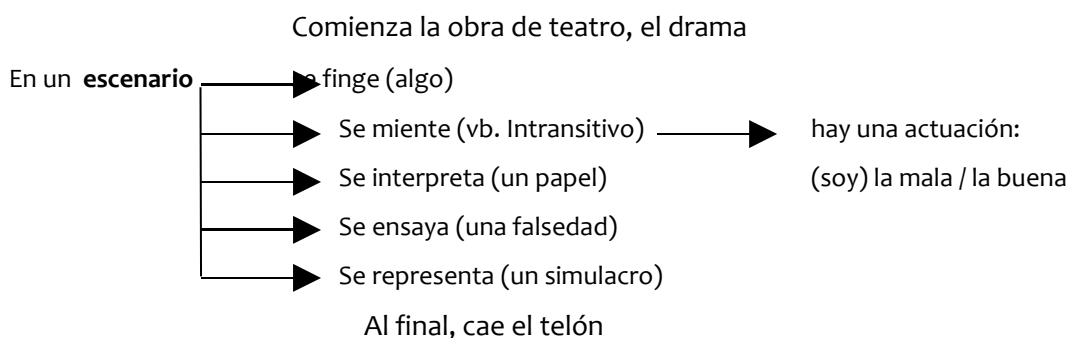 Comienza la obra de teatro, el drama
En un escenario e finge (algo)
Se miente (vb. Intransitivo) hay una actuación:
Se interpreta (un papel) (soy) la mala / la buena
Se ensaya (una falsedad)
Se representa (un simulacro)
Al final, cae el telón